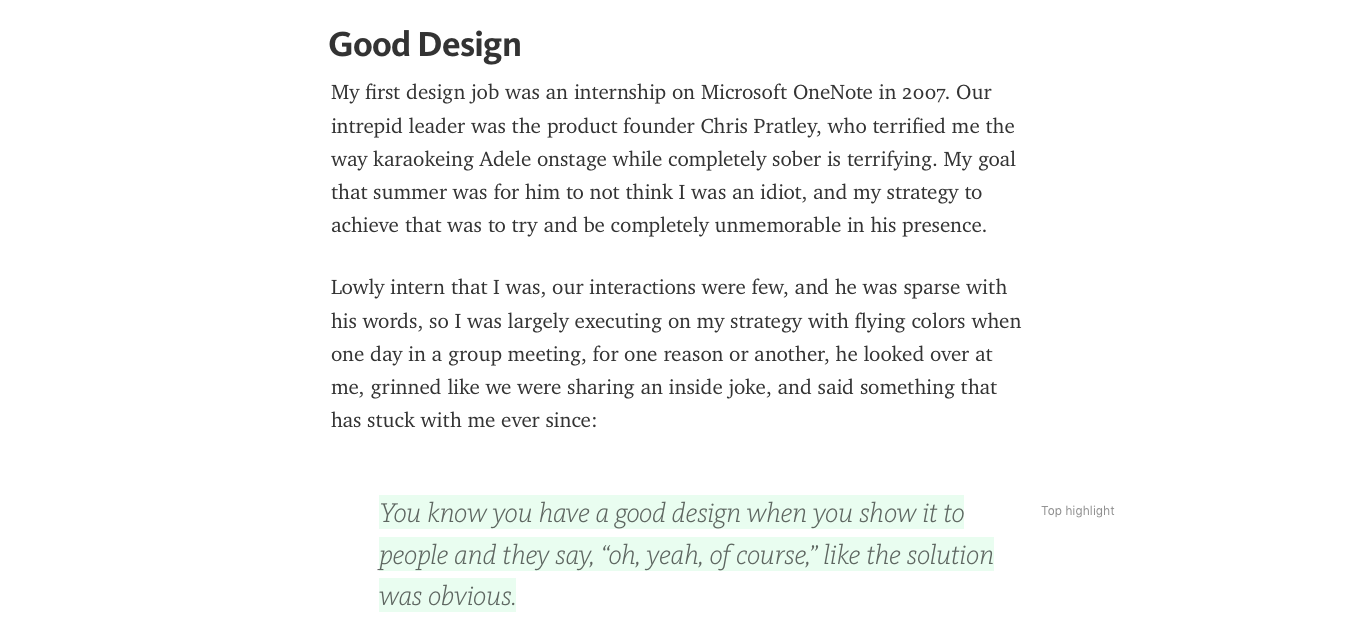 Good Design
My first design job was an internship on Microsoft OneNote in 2007. Our
intrepid leader was the product founder Chris Pratley, who terrified me the
way karaokeing Adele onstage while completely sober is terrifying. My goal
that summer was for him to not think I was an idiot, and my strategy to
achieve that was to try and be completely unmemorable in his presence.
Lowly intern that I was, our interactions were few, and he was sparse with
his words, so I was largely executing on my strategy with flying colors when
one day in a group meeting, for one reason or another, he looked over at
me, grinned like we were sharing an inside joke, and said something that
has stuck with me ever since:
You know you have a good design when you show it to
Top highlight
people and they say, “oh, yeah, of course,” like the solution
was obvious.